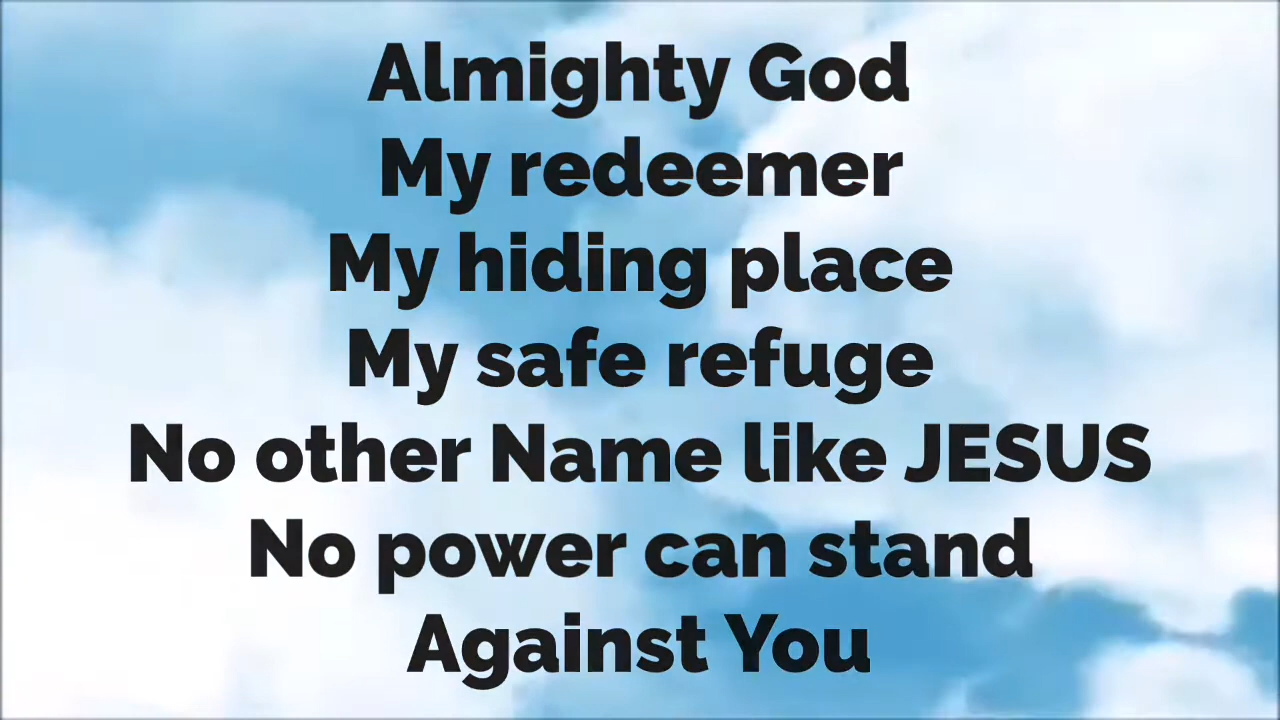 Almighty God
My redeemer
My hiding place
My safe refuge
No other Name like JESUS
No power can stand
Against You